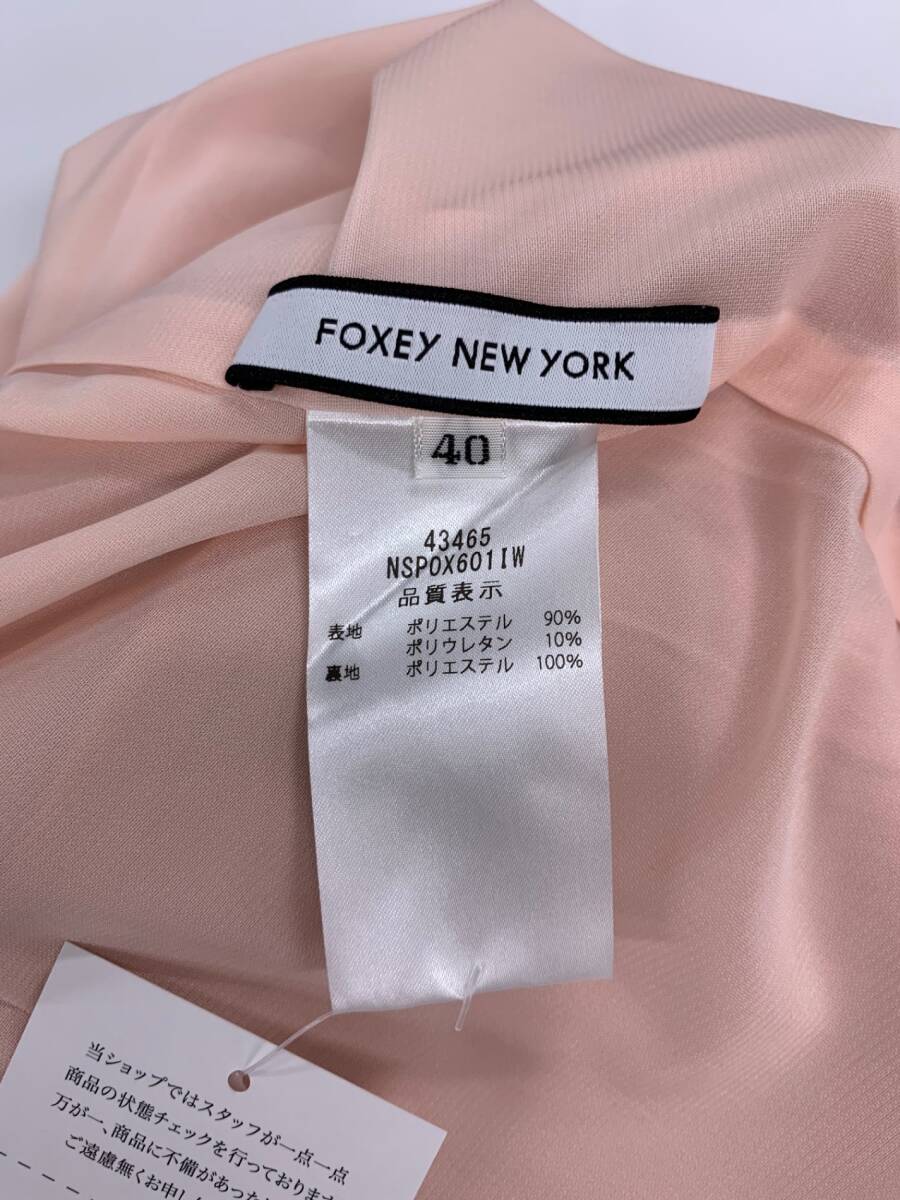 FOXEY NEW YORK
40
43465
NSPOX601IW
品質表示
表地 ポリエステル 90%
ポリウレタン 10%
裏地 ポリエステル 100%
当ショップではスタッフが一点一点
商品の状態チェックを行っております
万が一、商品に不備があった
ご遠慮無くお申し